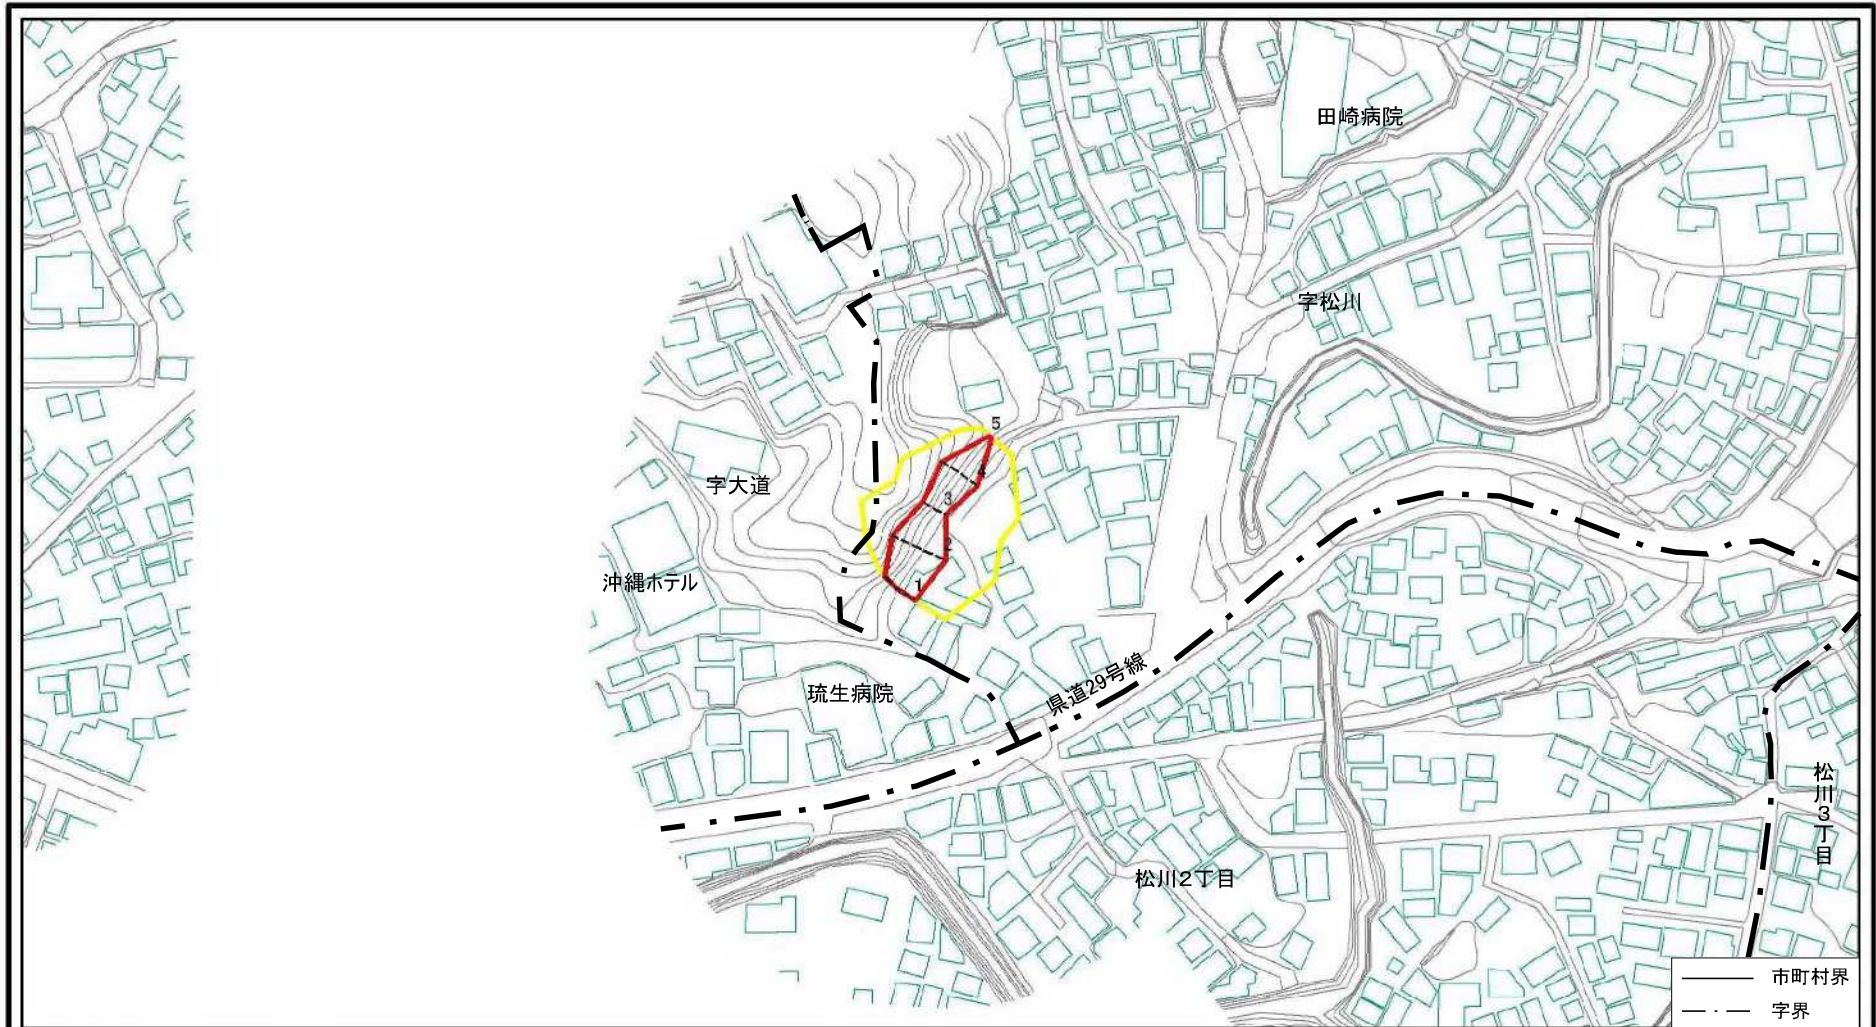 田崎病院
字松川
5
4
字大道
3
2
沖縄ホテル
1
県道29号線
琉生病院
松川3丁目
松川2丁目
市町村界
字界